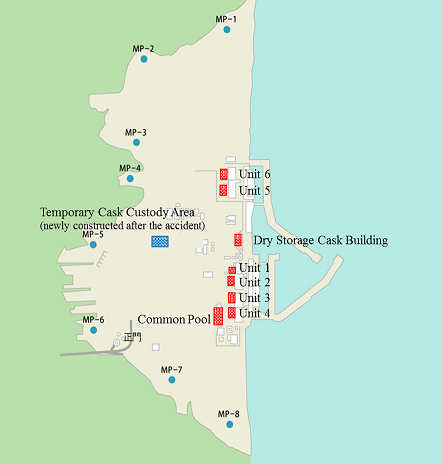 MP-1
MP-2
MP-3
MP-4
Unit 6
Unit 5
Temporary Cask Custody Area
(newly constructed after the accident)
MP-5
Dry Storage Cask Building
Unit 1
Unit 2
Unit 3
Unit 4
Common Pool
MP-6
正門
MP-7
MP-8